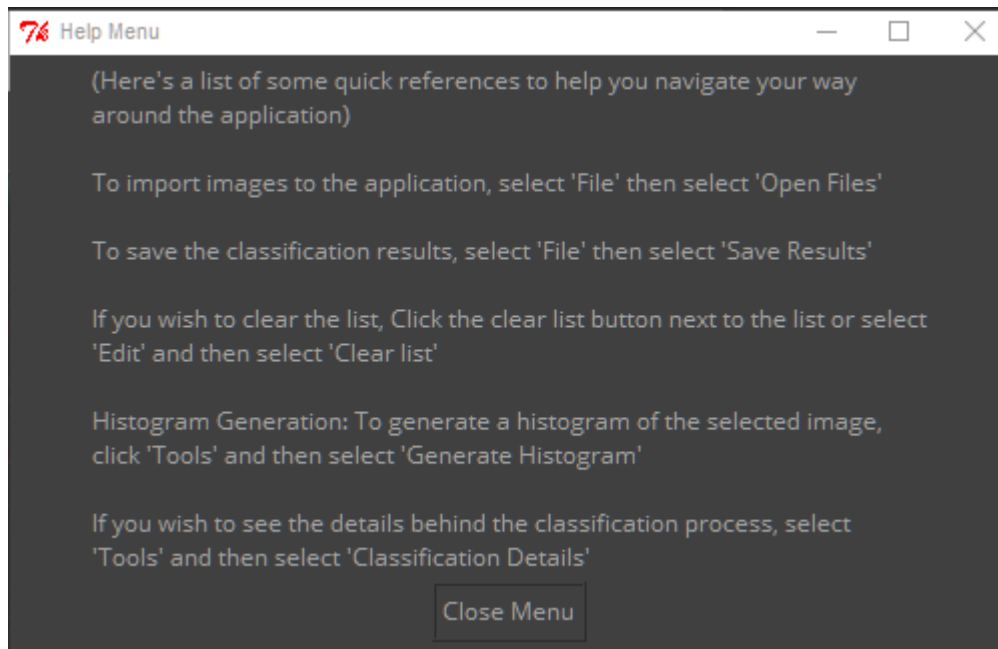 Help Menu
(Here's a list of some quick references to help you navigate your way
around the application)
To import images to the application, select 'File' then select 'Open Files'
To save the classification results, select 'File' then select 'Save Results'
If you wish to clear the list, Click the clear list button next to the list or select
'Edit' and then select 'Clear list'
Histogram Generation: To generate a histogram of the selected image,
click 'Tools' and then select 'Generate Histogram'
If you wish to see the details behind the classification process, select
'Tools' and then select 'Classification Details'
Close Menu